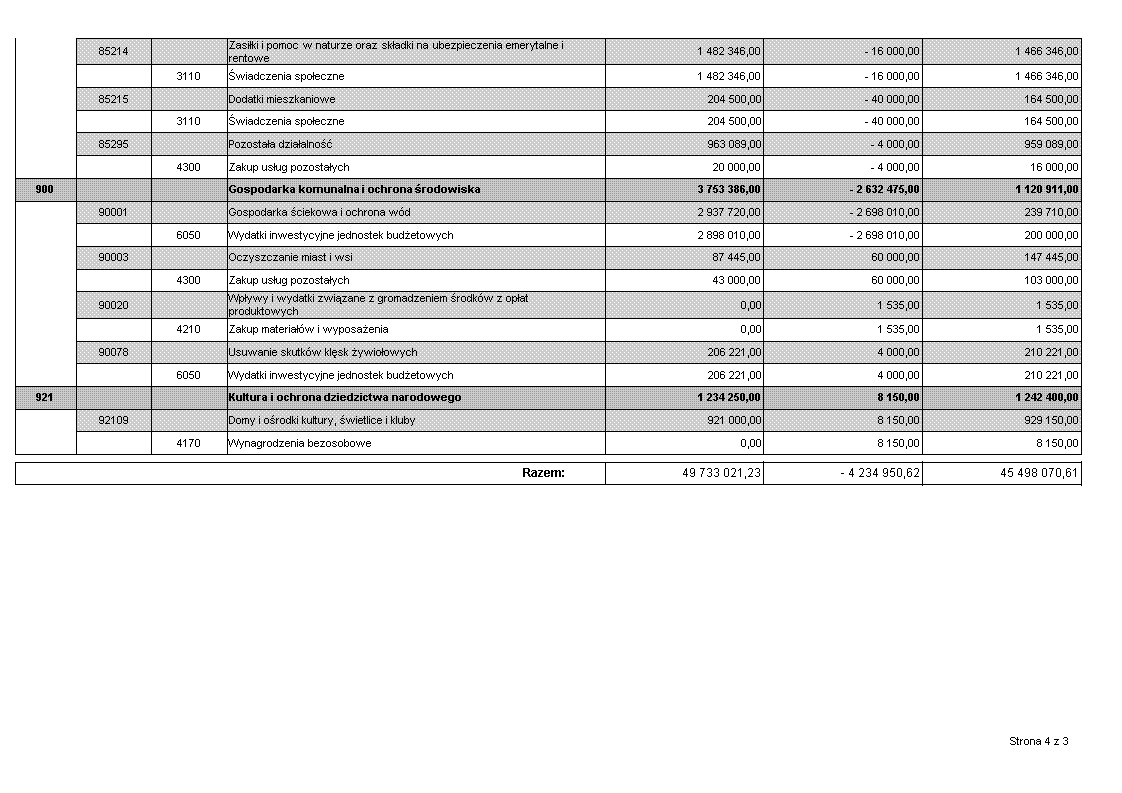 85214 Zasiłki i pomoc w naturze oraz składki na ubezpieczenia emerytalne i rentowe 1 482 346,00 - 16 000,00 1 466 346,00
3110 Świadczenia społeczne 1 482 346,00 - 16 000,00 1 466 346,00
85215 Dodatki mieszkaniowe 204 500,00 - 40 000,00 164 500,00
3110 Świadczenia społeczne 204 500,00 - 40 000,00 164 500,00
85295 Pozostała działalność 963 089,00 - 4 000,00 959 089,00
4300 Zakup usług pozostałych 20 000,00 - 4 000,00 16 000,00
900 Gospodarka komunalna i ochrona środowiska 3 753 386,00 - 2 632 475,00 1 120 911,00
90001 Gospodarka ściekowa i ochrona wód 2 937 720,00 - 2 698 010,00 239 710,00
6050 Wydatki inwestycyjne jednostek budżetowych 2 898 010,00 - 2 698 010,00 200 000,00
90003 Oczyszczanie miast i wsi 87 445,00 60 000,00 147 445,00
4300 Zakup usług pozostałych 43 000,00 60 000,00 103 000,00
90020 Wpływy i wydatki związane z gromadzeniem środków z opłat produktowych 0,00 1 535,00 1 535,00
4210 Zakup materiałów i wyposażenia 0,00 1 535,00 1 535,00
90078 Usuwanie skutków klęsk żywiołowych 206 221,00 4 000,00 210 221,00
6050 Wydatki inwestycyjne jednostek budżetowych 206 221,00 4 000,00 210 221,00
921 Kultura i ochrona dziedzictwa narodowego 1 234 250,00 8 150,00 1 242 400,00
92109 Domy i ośrodki kultury, świetlice i kluby 921 000,00 8 150,00 929 150,00
4170 Wynagrodzenia bezosobowe 0,00 8 150,00 8 150,00
Razem: 49 733 021,23 - 4 234 950,62 45 498 070,61
Strona 4 z 3